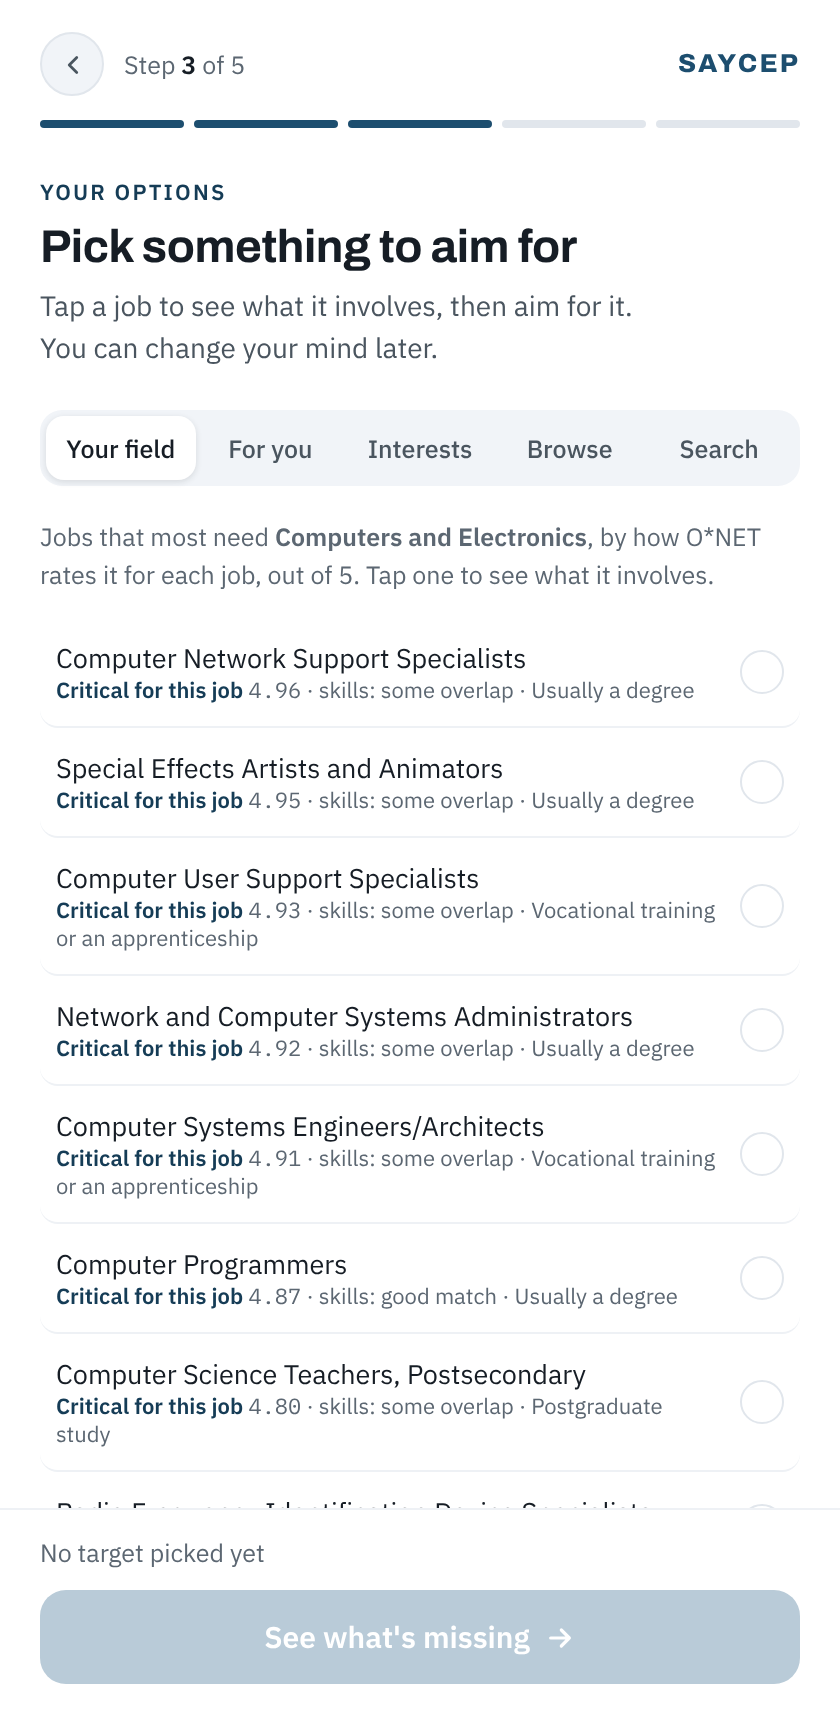 Step 3 of 5
SAYCEP
YOUR OPTIONS
Pick something to aim for
Tap a job to see what it involves, then aim for it.
You can change your mind later.
Your field
For you
Interests
Browse
Search
Jobs that most need Computers and Electronics, by how O*NET
rates it for each job, out of 5. Tap one to see what it involves.
Computer Network Support Specialists
Critical for this job 4.96 · skills: some overlap · Usually a degree
Special Effects Artists and Animators
Critical for this job 4.95 · skills: some overlap · Usually a degree
Computer User Support Specialists
Critical for this job 4.93 · skills: some overlap · Vocational training
or an apprenticeship
Network and Computer Systems Administrators
Critical for this job 4.92 · skills: some overlap · Usually a degree
Computer Systems Engineers/Architects
Critical for this job 4.91 · skills: some overlap · Vocational training
or an apprenticeship
Computer Programmers
Critical for this job 4.87 · skills: good match · Usually a degree
Computer Science Teachers, Postsecondary
Critical for this job 4.80 · skills: some overlap · Postgraduate
study
No target picked yet
See what's missing →